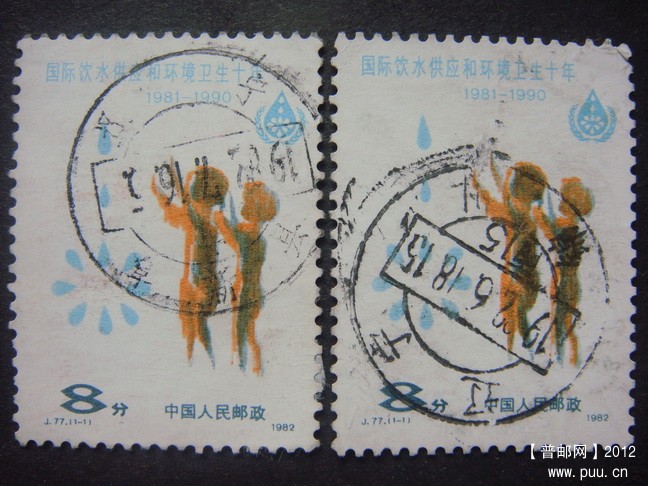 国际饮水供应和环境卫生十年
1981-1990
8分
中国人民邮政
J.77.(1-1)
1982
国际饮水供应和环境卫生十年
1981-1990
8分
中国人民邮政
J.77.(1-1)
1982
【普邮网】2012
www.puu.cn